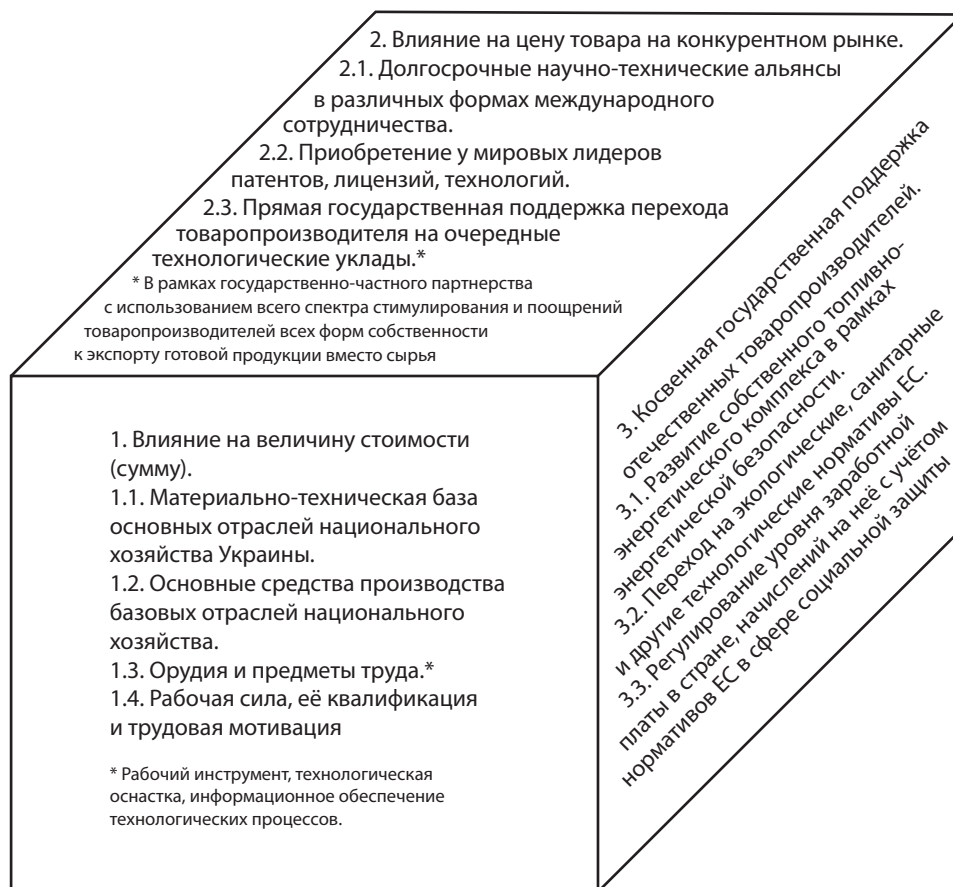 2. Влияние на цену товара на конкурентном рынке.
2.1. Долгосрочные научно-технические альянсы
в различных формах международного
сотрудничества.
2.2. Приобретение у мировых лидеров
патентов, лицензий, технологий.
2.3. Прямая государственная поддержка перехода
товаропроизводителя на очередные
технологические уклады.*
* В рамках государственно-частного партнерства
с использованием всего спектра стимулирования и поощрений
товаропроизводителей всех форм собственности
к экспорту готовой продукции вместо сырья
1. Влияние на величину стоимости
(сумму).
1.1. Материально-техническая база
основных отраслей национального
хозяйства Украины.
1.2. Основные средства производства
базовых отраслей национального
хозяйства.
1.3. Орудия и предметы труда.*
1.4. Рабочая сила, её квалификация
и трудовая мотивация
* Рабочий инструмент, технологическая
оснастка, информационное обеспечение
технологических процессов.
3. Косвенная государственная поддержка
отечественных товаропроизводителей.
3.1. Развитие собственного топливно-
энергетического комплекса в рамках
энергетической безопасности.
3.2. Переход на экологические, санитарные
и другие технологические нормативы ЕС.
3.3. Регулирование уровня заработной
платы в стране, начислений на неё с учётом
нормативов ЕС в сфере социальной защиты